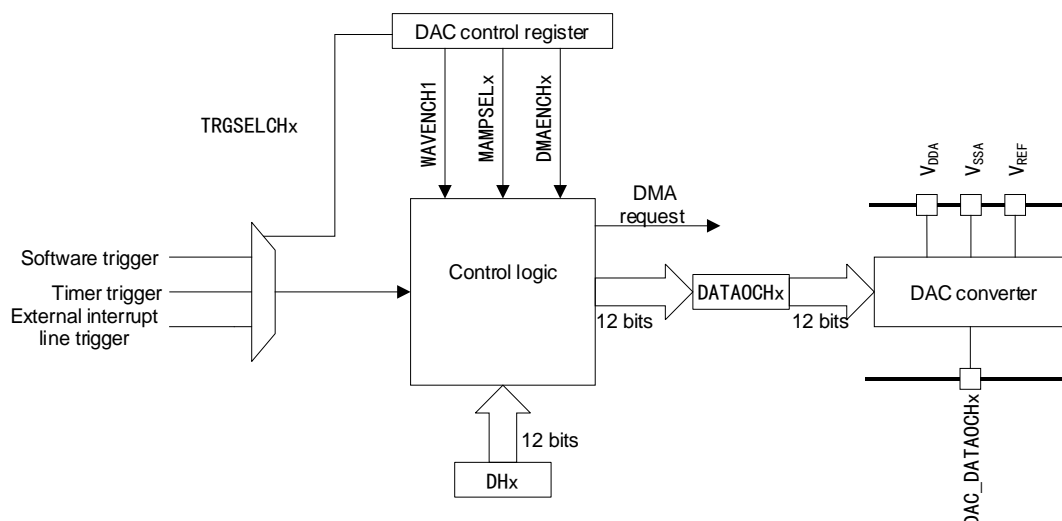 DAC control register
TRGSELCHx
WAVENCH1
MAMPSELx
DMAENCHx
VDDA
VSSA
VREF
DMA
request
Software trigger
Timer trigger
External interrupt
line trigger
Control logic
DATAOCHx
DAC converter
12 bits
12 bits
12 bits
DHx
DAC_DATAOCHx